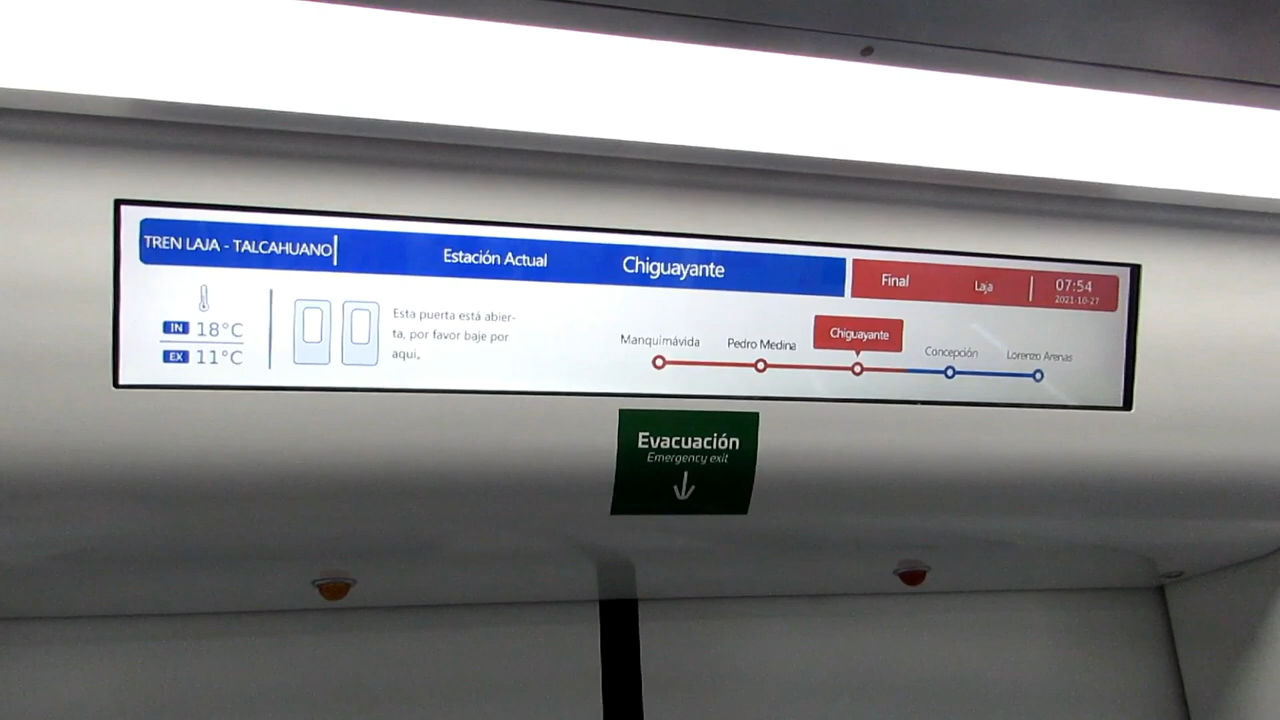 TREN LAJA - TALCAHUANO
Estación Actual
Chiguayante
Final
Laja
07:54
2021-10-27
IN 18°C
EX 11°C
Esta puerta está abier-
ta, por favor baje por
aquí.
Manquimávida
Pedro Medina
Chiguayante
Concepción
Lorenzo Arenas
Evacuación
Emergency exit